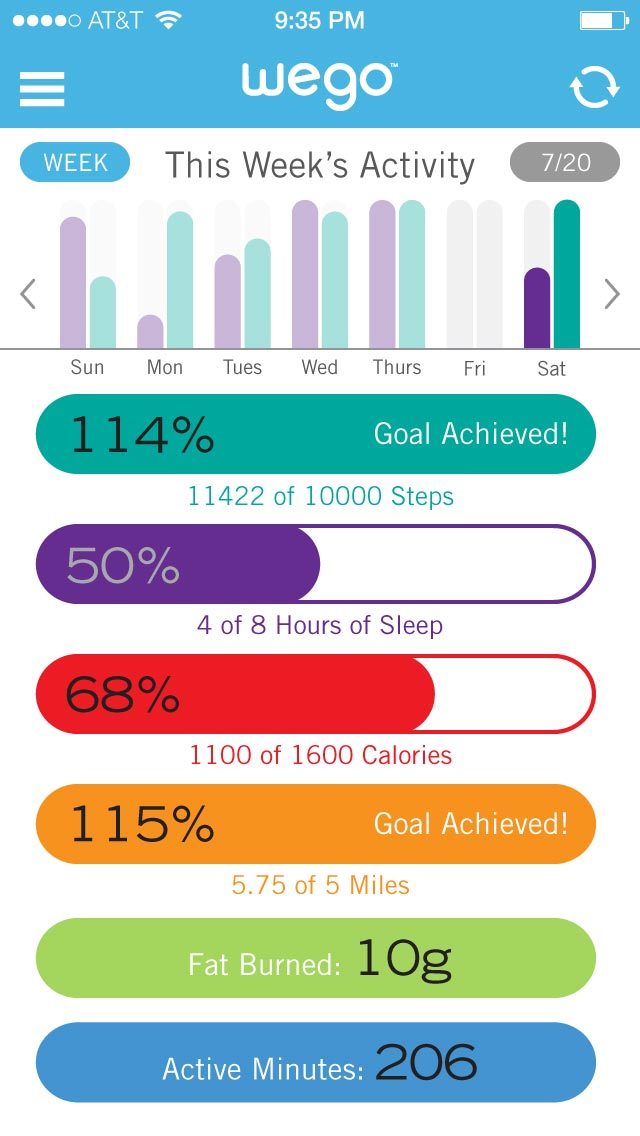 AT&T 9:35 PM
wego™
WEEK This Week's Activity 7/20
Sun Mon Tues Wed Thurs Fri Sat
114% Goal Achieved!
11422 of 10000 Steps
50%
4 of 8 Hours of Sleep
68%
1100 of 1600 Calories
115% Goal Achieved!
5.75 of 5 Miles
Fat Burned: 10g
Active Minutes: 206